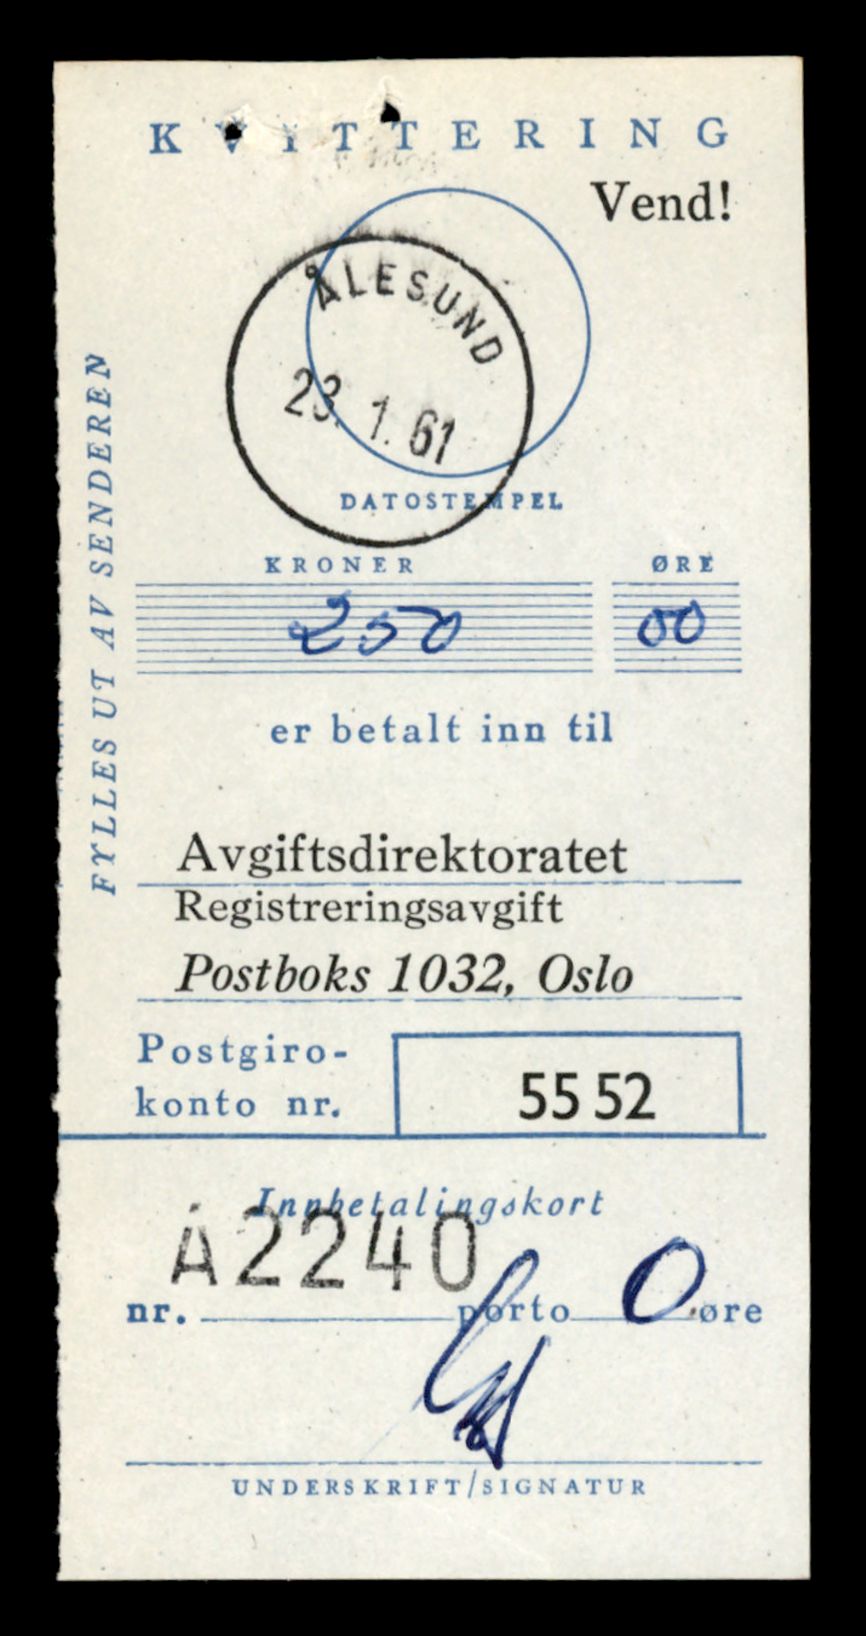 KVITTERING
Vend!
ÅLESUND
23. 1. 61
DATOSTEMPEL
FYLLES UT AV SENDEREN
KRONER ØRE
250 00
er betalt inn til
Avgiftsdirektoratet
Registreringsavgift
Postboks 1032, Oslo
Postgiro-
konto nr. 55 52
Innbetalingskort
A2240
nr. porto 0 øre
UNDERSKRIFT/SIGNATUR